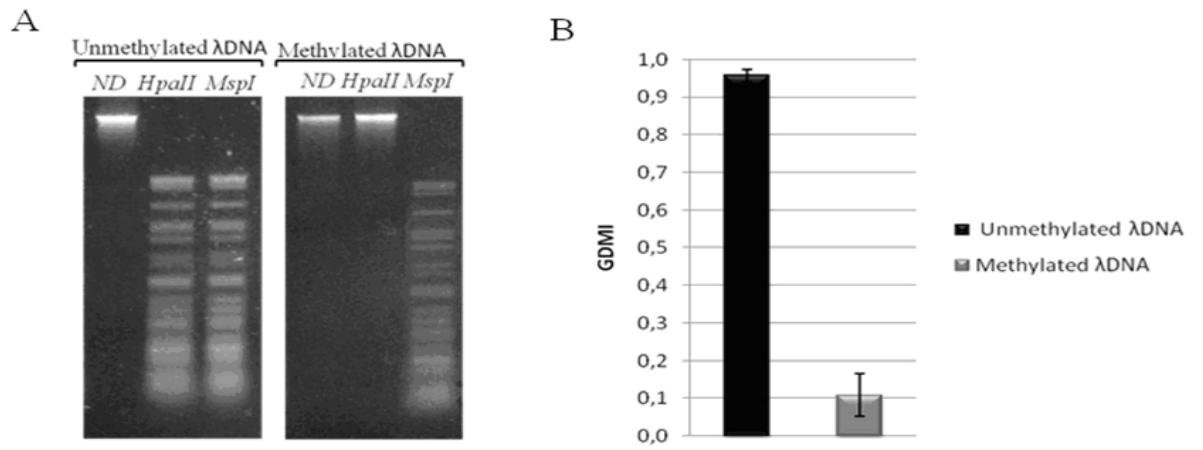 A
Unmethylated λDNA
Methylated λDNA
ND HpaII MspI
ND HpaII MspI
B
1,0
0,9
0,8
0,7
0,6
0,5
0,4
0,3
0,2
0,1
0,0
GDMI
Unmethylated λDNA
Methylated λDNA